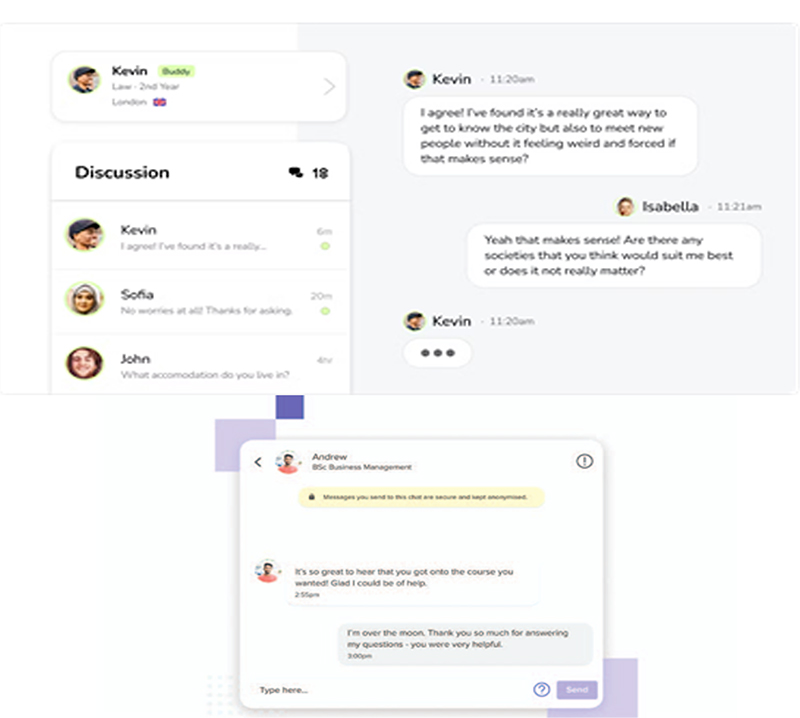 Kevin Buddy
Law - 2nd Year
London
Discussion 18
Kevin 6m
I agree! I've found it's a really...
Sofia 20m
No worries at all! Thanks for asking.
John 4hr
What accomodation do you live in?
Kevin - 11:20am
I agree! I've found it's a really great way to
get to know the city but also to meet new
people without it feeling weird and forced if
that makes sense?
Isabella - 11:21am
Yeah that makes sense! Are there any
societies that you think would suit me best
or does it not really matter?
Kevin - 11:20am
Andrew
BSc Business Management
Messages you send to this chat are secure and kept anonymised.
It's so great to hear that you got onto the course you
wanted! Glad I could be of help.
2:55pm
I'm over the moon. Thank you so much for answering
my questions - you were very helpful.
3:00pm
Type here...
Send